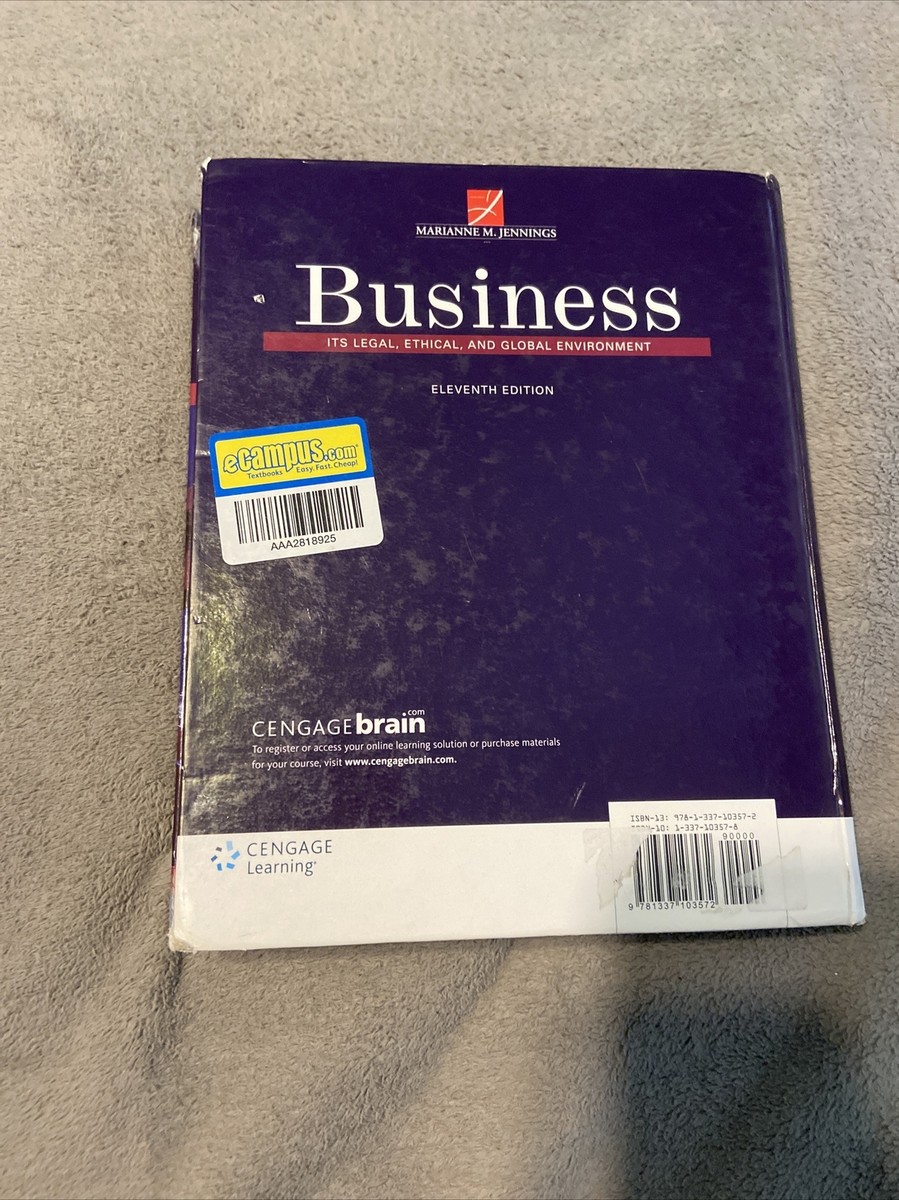 MARIANNE M. JENNINGS
Business
ITS LEGAL, ETHICAL, AND GLOBAL ENVIRONMENT
ELEVENTH EDITION
eCampus.com
Textbooks Easy. Fast. Cheap!
AAA2818925
CENGAGEbrain.com
To register or access your online learning solution or purchase materials
for your course, visit www.cengagebrain.com.
CENGAGE
Learning
ISBN-13: 978-1-337-10357-2
ISBN-10: 1-337-10357-8
90000
9 781337 103572